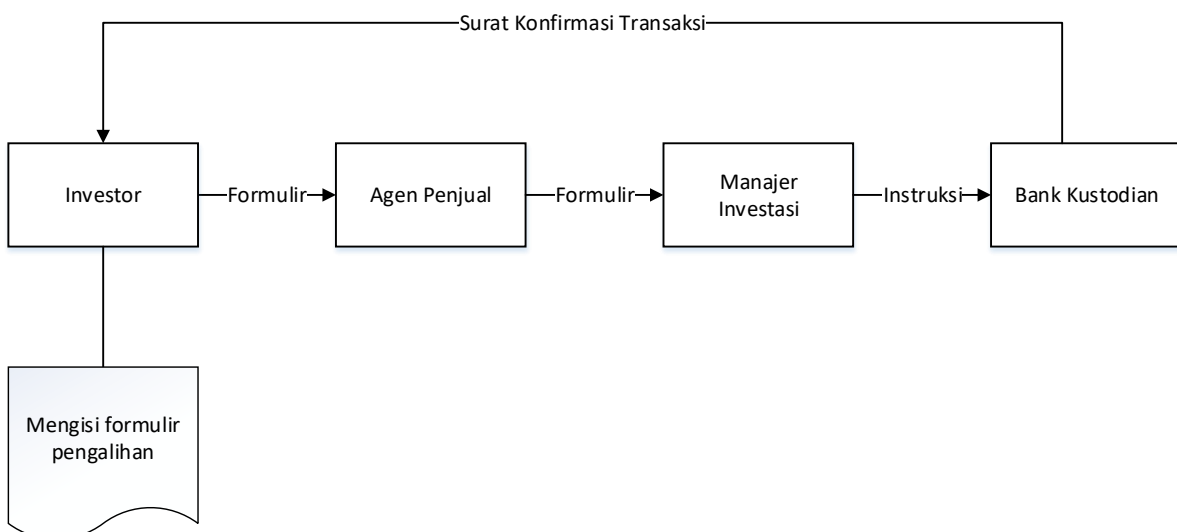 Surat Konfirmasi Transaksi
Investor
Formulir
Agen Penjual
Formulir
Manajer
Investasi
Instruksi
Bank Kustodian
Mengisi formulir
pengalihan